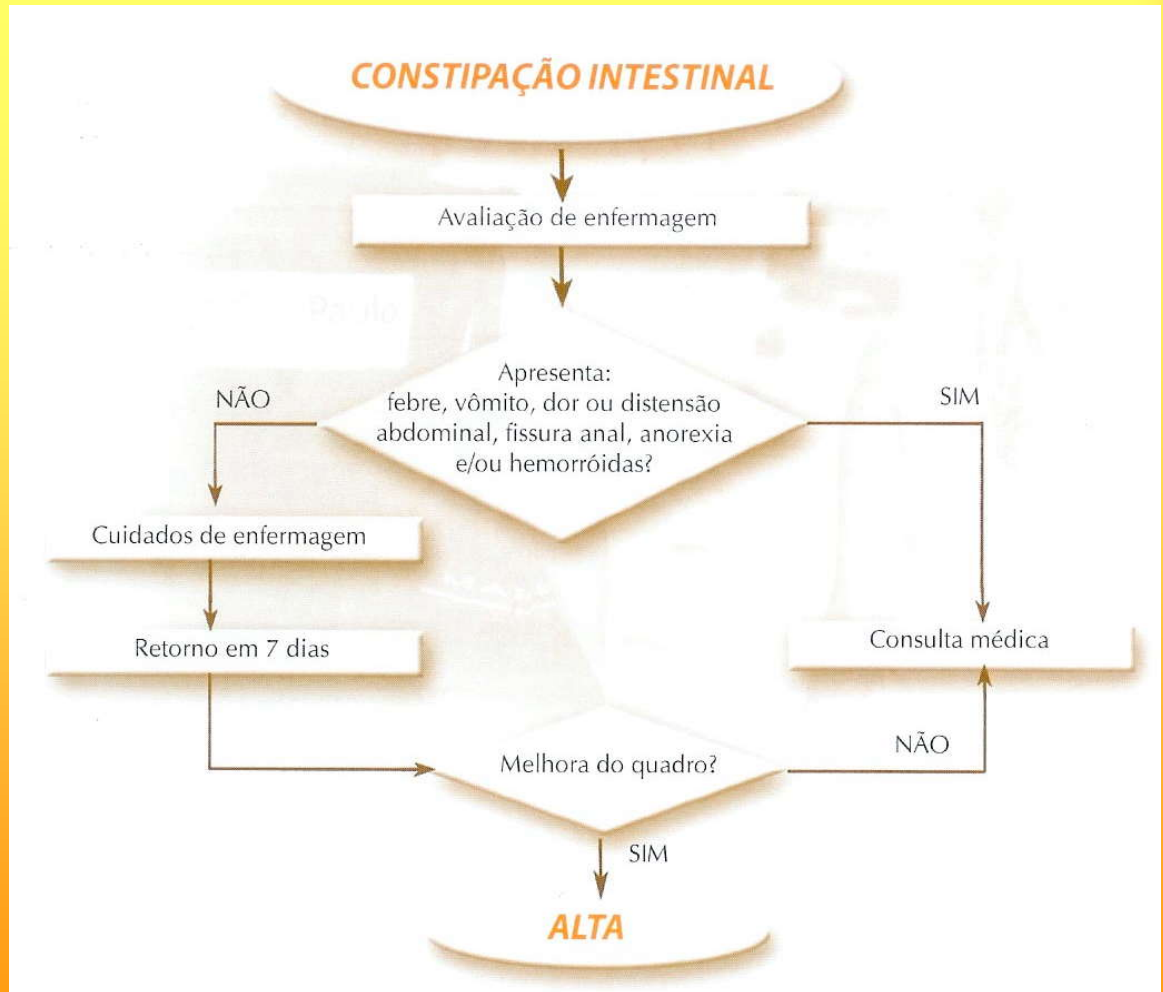 CONSTIPAÇÃO INTESTINAL
Avaliação de enfermagem
Apresenta:
febre, vômito, dor ou distensão
abdominal, fissura anal, anorexia
e/ou hemorróidas?
NÃO
SIM
Cuidados de enfermagem
Retorno em 7 dias
Consulta médica
Melhora do quadro?
NÃO
SIM
ALTA